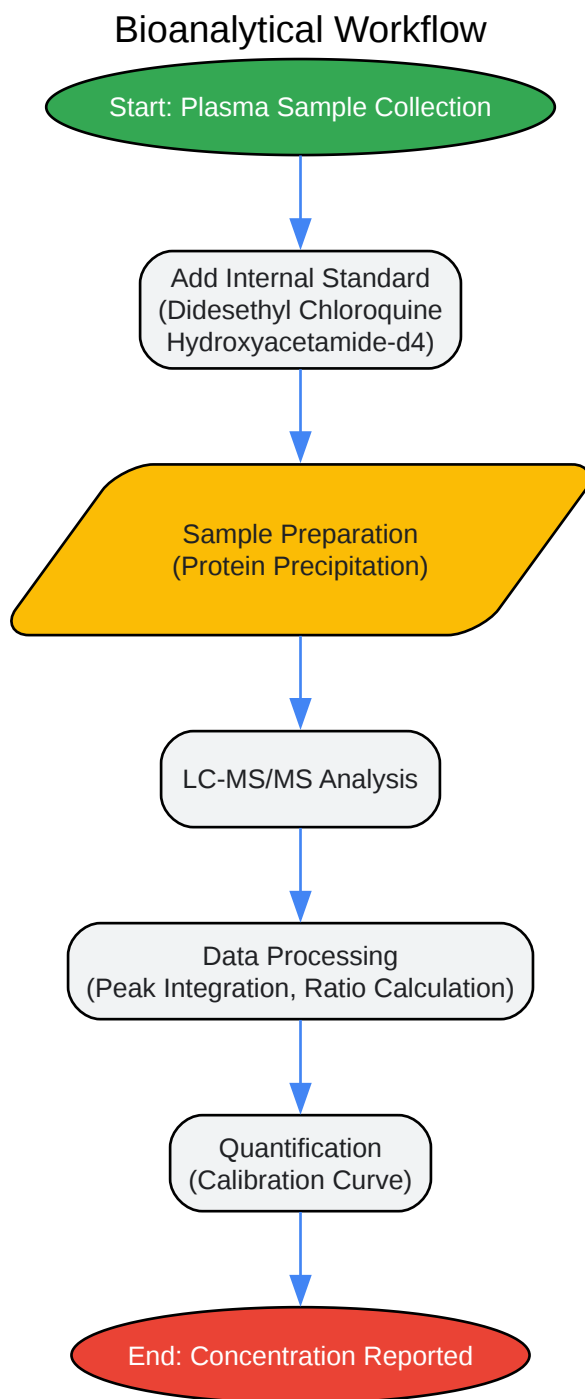 Bioanalytical Workflow
Start: Plasma Sample Collection
Add Internal Standard
(Didesethyl Chloroquine
Hydroxyacetamide-d4)
Sample Preparation
(Protein Precipitation)
LC-MS/MS Analysis
Data Processing
(Peak Integration, Ratio Calculation)
Quantification
(Calibration Curve)
End: Concentration Reported